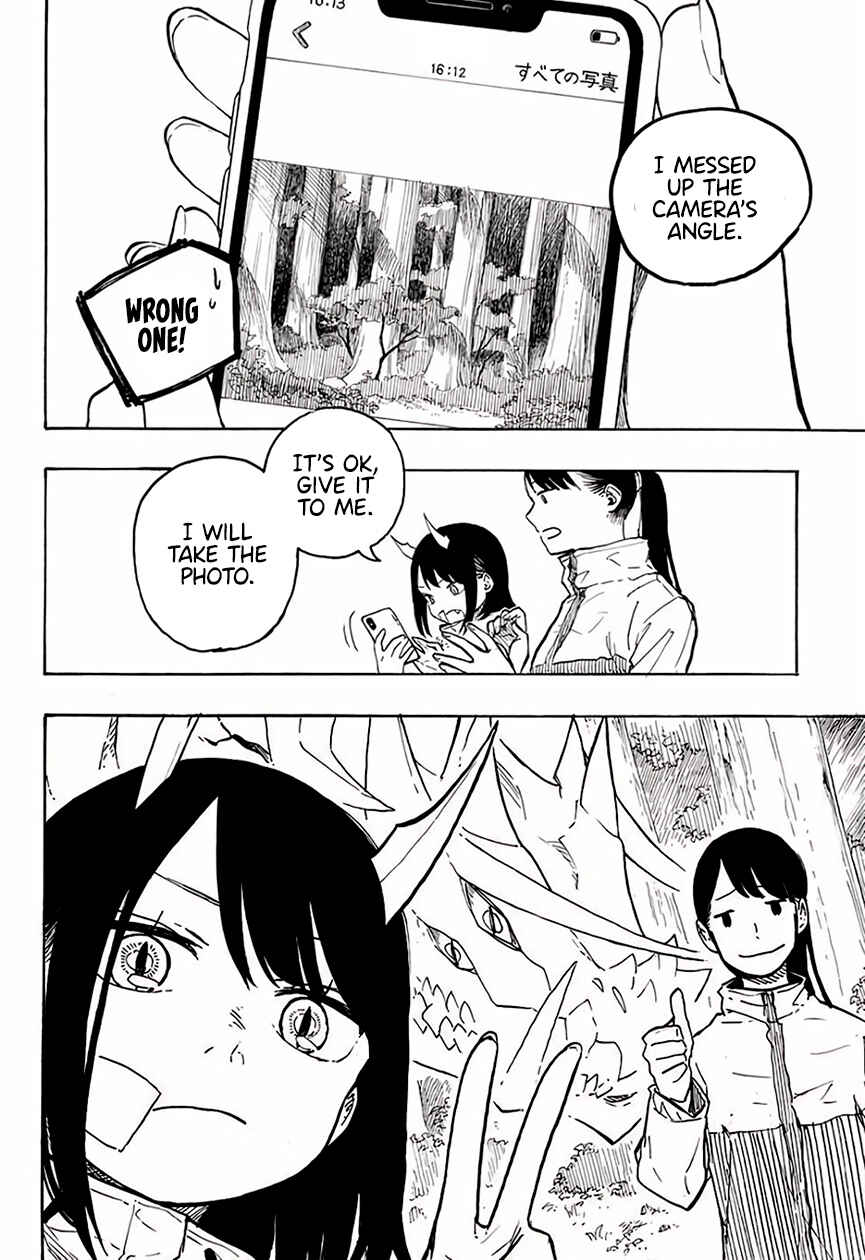 16:13
16:12
すべての写真
I MESSED
UP THE
CAMERA'S
ANGLE.
WRONG
ONE!
IT'S OK,
GIVE IT
TO ME.
I WILL
TAKE THE
PHOTO.